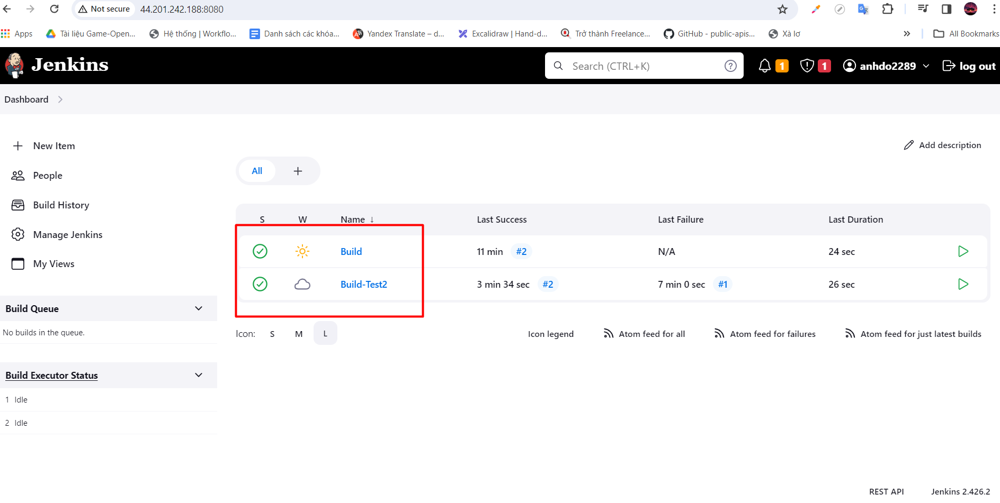 Not secure 44.201.242.188:8080
Apps Tài liệu Game-Open... Hệ thống | Workflo... Danh sách các khóa... Yandex Translate – d... Excalidraw | Hand-d... Trở thành Freelance... GitHub - public-apis... Xà lơ » All Bookmarks
Jenkins Search (CTRL+K) 1 1 anhdo2289 log out
Dashboard
New Item
Add description
People
All +
Build History
Manage Jenkins
My Views
S W Name ↓ Last Success Last Failure Last Duration
Build 11 min #2 N/A 24 sec
Build-Test2 3 min 34 sec #2 7 min 0 sec #1 26 sec
Build Queue
No builds in the queue.
Icon: S M L Icon legend Atom feed for all Atom feed for failures Atom feed for just latest builds
Build Executor Status
1 Idle
2 Idle
REST API Jenkins 2.426.2